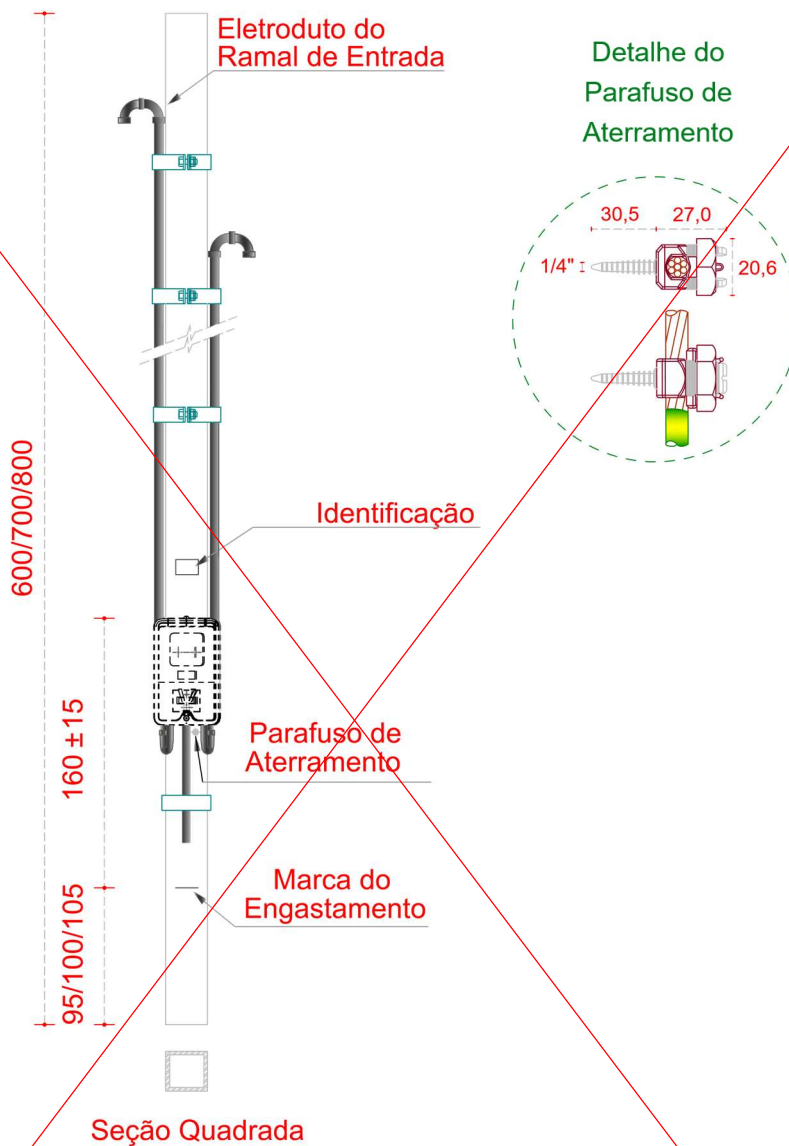 Eletroduto do
Ramal de Entrada
Detalhe do
Parafuso de
Aterramento
30,5
27,0
1/4"
20,6
600/700/800
Identificação
160 ± 15
Parafuso de
Aterramento
Marca do
Engastamento
95/100/105
Seção Quadrada